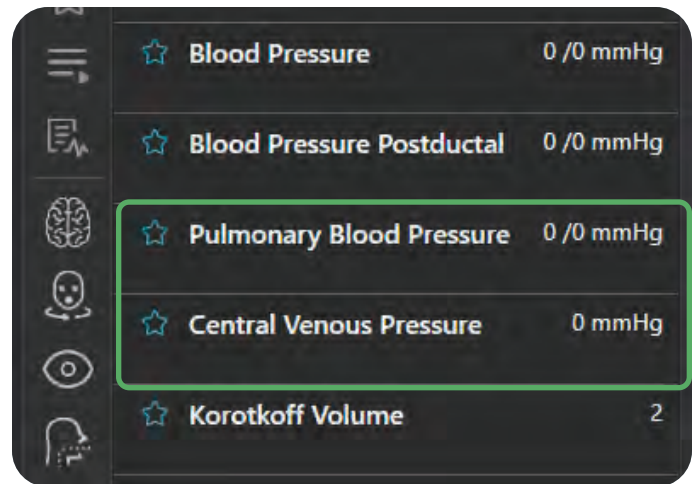 Blood Pressure 0 /0 mmHg
Blood Pressure Postductal 0 /0 mmHg
Pulmonary Blood Pressure 0 /0 mmHg
Central Venous Pressure 0 mmHg
Korotkoff Volume 2